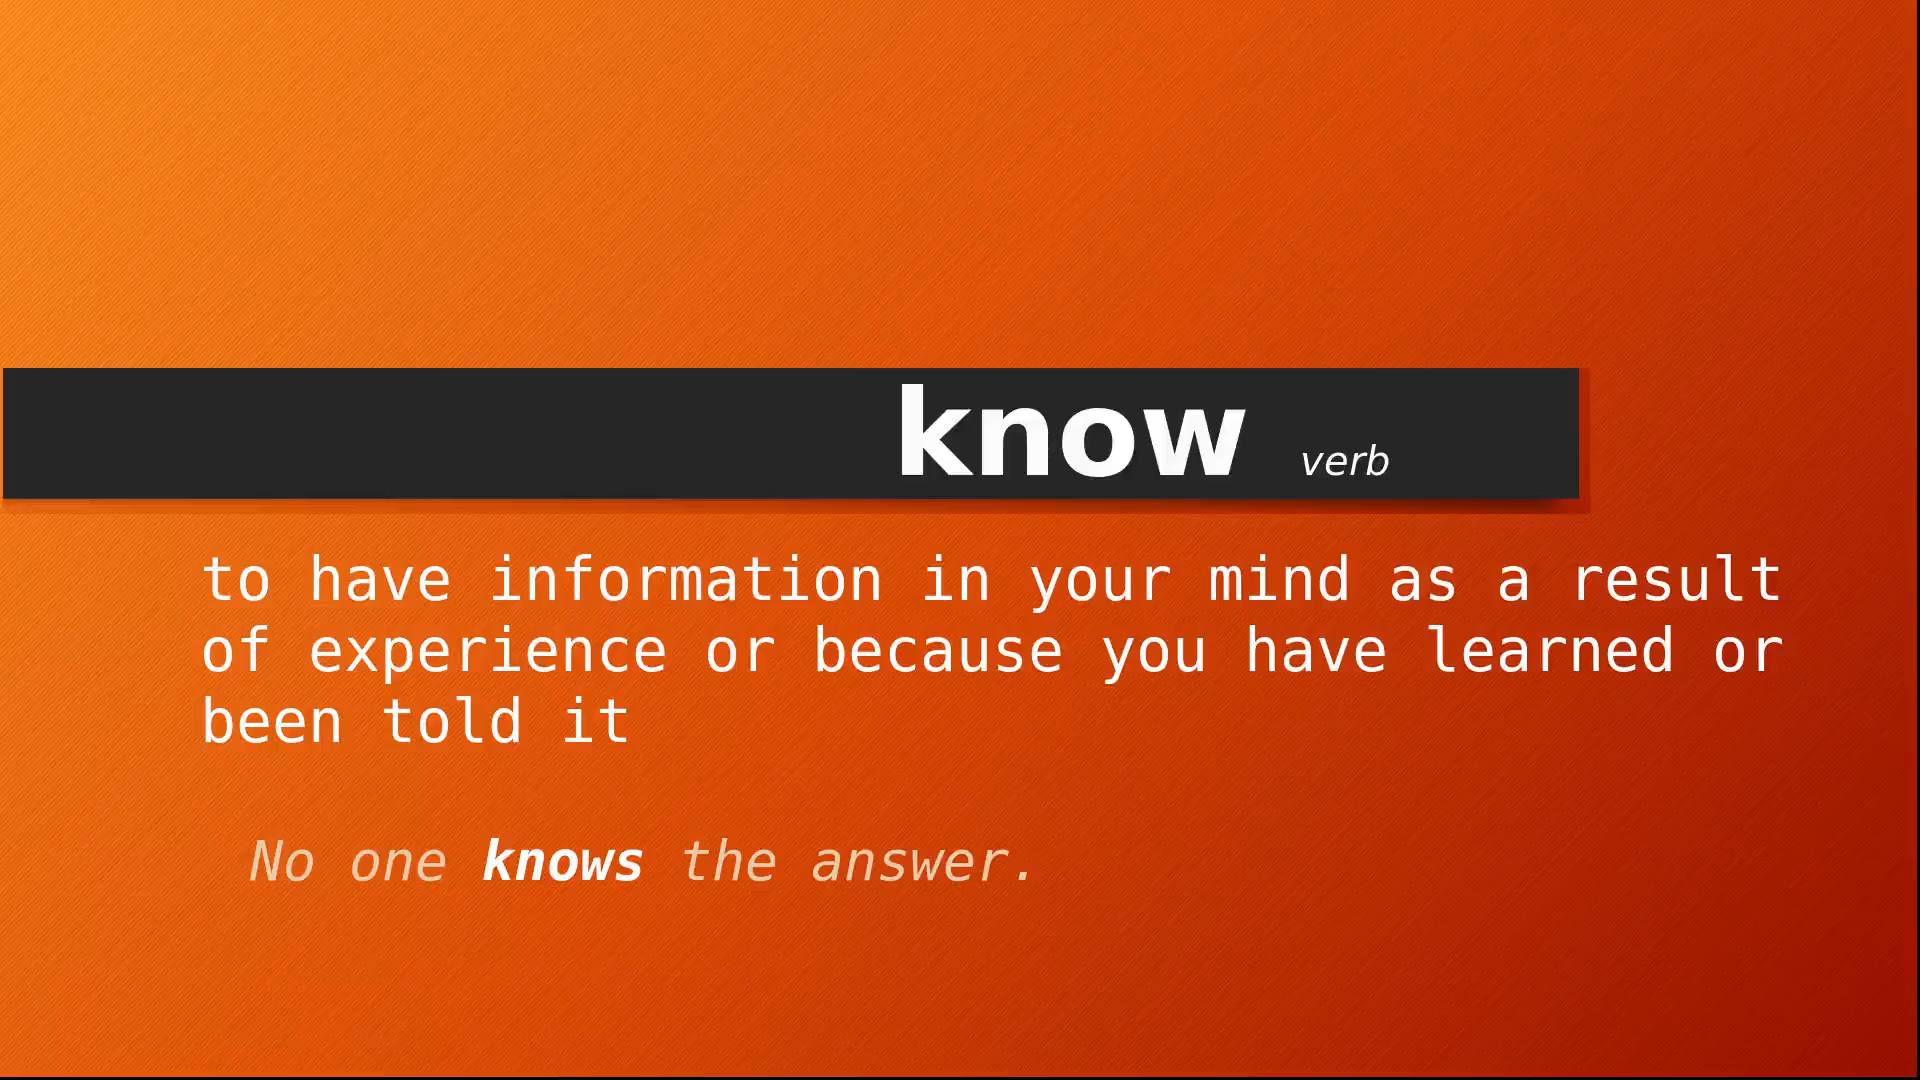 know verb
to have information in your mind as a result
of experience or because you have learned or
been told it
No one knows the answer.